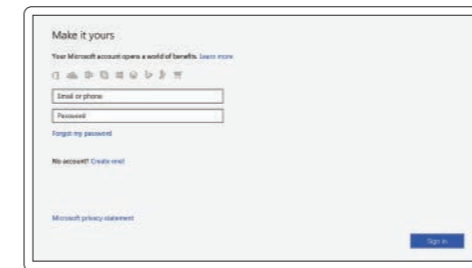 Make it yours
Your Microsoft account opens a world of benefits. Learn more
Email or phone
Password
Forgot my password
No account? Create one!
Microsoft privacy statement
Sign in